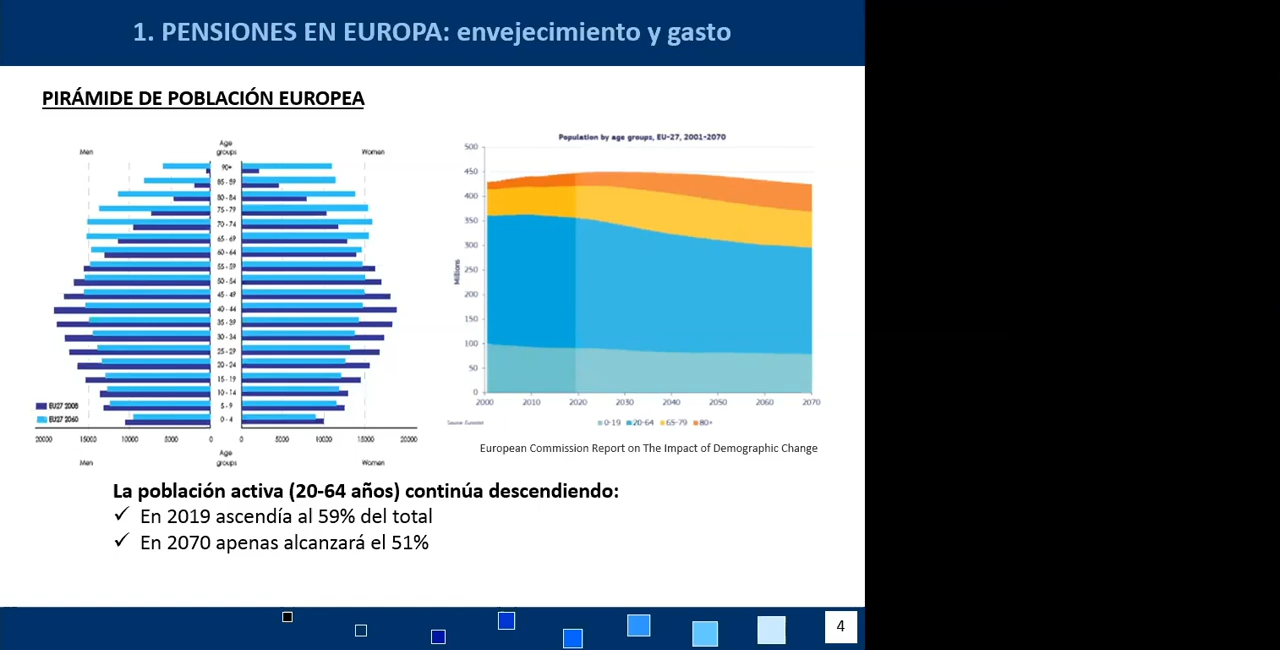 1. PENSIONES EN EUROPA: envejecimiento y gasto
PIRÁMIDE DE POBLACIÓN EUROPEA
Age
Men groups Women
90+
85 - 89
80 - 84
75 - 79
70 - 74
65 - 69
60 - 64
55 - 59
50 - 54
45 - 49
40 - 44
35 - 39
30 - 34
25 - 29
20 - 24
15 - 19
10 - 14
5 - 9
0 - 4
EU27 2008
EU27 2060
20000 15000 10000 5000 0 0 5000 10000 15000 20000
Age
Men groups Women
Population by age groups, EU-27, 2001-2070
500
450
400
350
300
250
200
150
100
50
0
Millions
2000 2010 2020 2030 2040 2050 2060 2070
Source: Eurostat
0-19 20-64 65-79 80+
European Commission Report on The Impact of Demographic Change
La población activa (20-64 años) continúa descendiendo:
✓ En 2019 ascendía al 59% del total
✓ En 2070 apenas alcanzará el 51%
4